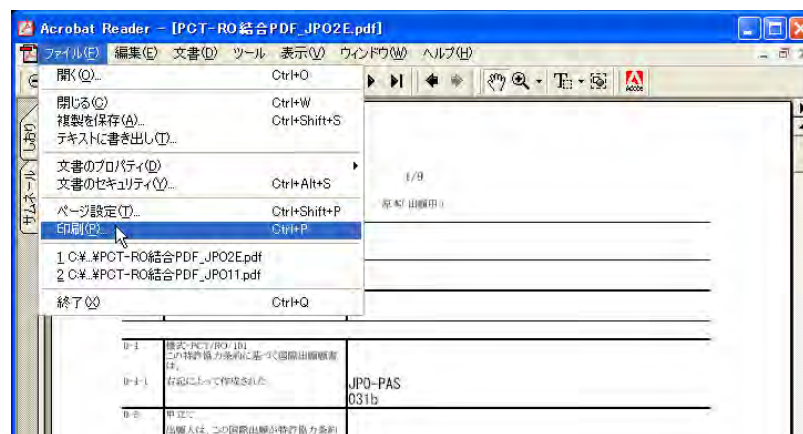 Acrobat Reader - [PCT-RO結合PDF_JPO2E.pdf]
ファイル(F) 編集(E) 文書(D) ツール 表示(V) ウィンドウ(W) ヘルプ(H)
開く(O)... Ctrl+O
閉じる(C) Ctrl+W
複製を保存(A)... Ctrl+Shift+S
テキストに書き出し(T)...
文書のプロパティ(D)
文書のセキュリティ(Y)... Ctrl+Alt+S
ページ設定(T)... Ctrl+Shift+P
印刷(P)... Ctrl+P
1 C¥...¥PCT-RO結合PDF_JPO2E.pdf
2 C¥...¥PCT-RO結合PDF_JPO11.pdf
終了(X) Ctrl+Q
しおり
サムネール
Adobe
1/9
0-4 様式-PCT/RO/101
この特許協力条約に基づく国際出願願書
は、
0-4-1 右記によって作成された。
JPO-PAS
031b
申立て
出願人は、この国際出願が特許協力条約